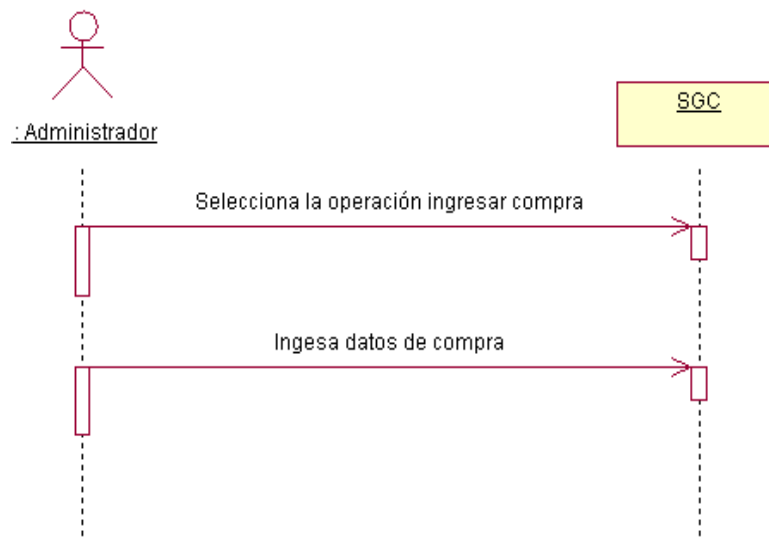 SGC
: Administrador
Selecciona la operación ingresar compra
Ingesa datos de compra